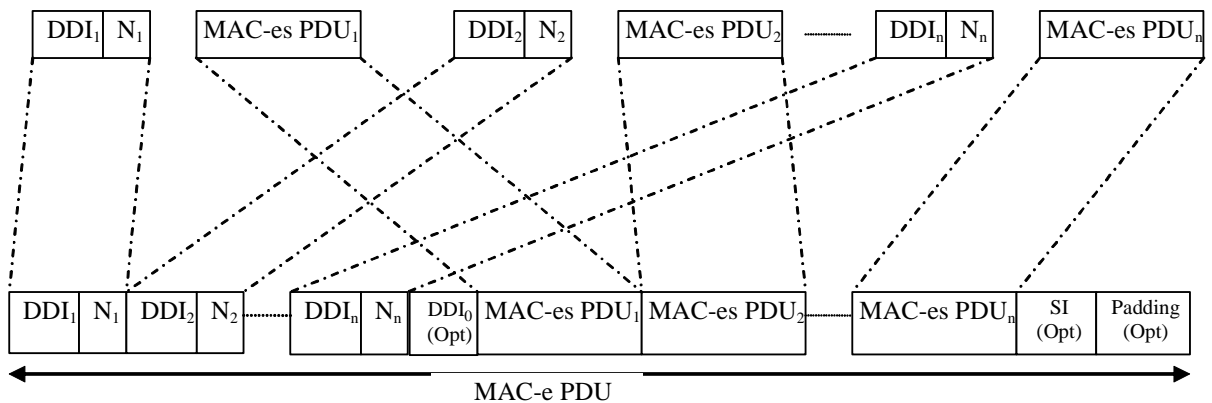 DDI₁ N₁ MAC-es PDU₁ DDI₂ N₂ MAC-es PDU₂ DDIₙ Nₙ MAC-es PDUₙ
DDI₁ N₁ DDI₂ N₂ DDIₙ Nₙ DDI₀ (Opt) MAC-es PDU₁ MAC-es PDU₂ MAC-es PDUₙ SI (Opt) Padding (Opt)
MAC-e PDU